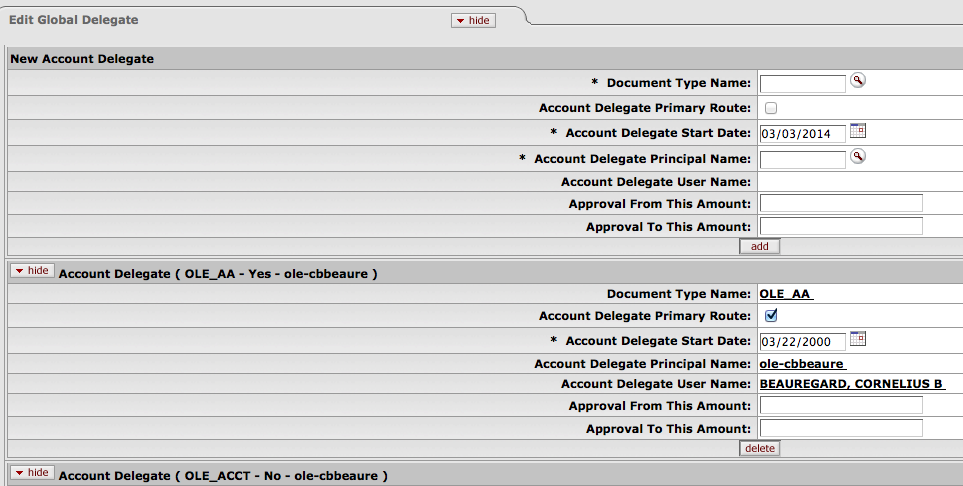 Edit Global Delegate hide
New Account Delegate
* Document Type Name:
Account Delegate Primary Route:
* Account Delegate Start Date: 03/03/2014
* Account Delegate Principal Name:
Account Delegate User Name:
Approval From This Amount:
Approval To This Amount:
add
hide Account Delegate ( OLE_AA - Yes - ole-cbbeaure )
Document Type Name: OLE_AA
Account Delegate Primary Route:
* Account Delegate Start Date: 03/22/2000
Account Delegate Principal Name: ole-cbbeaure
Account Delegate User Name: BEAUREGARD, CORNELIUS B
Approval From This Amount:
Approval To This Amount:
delete
hide Account Delegate ( OLE_ACCT - No - ole-cbbeaure )